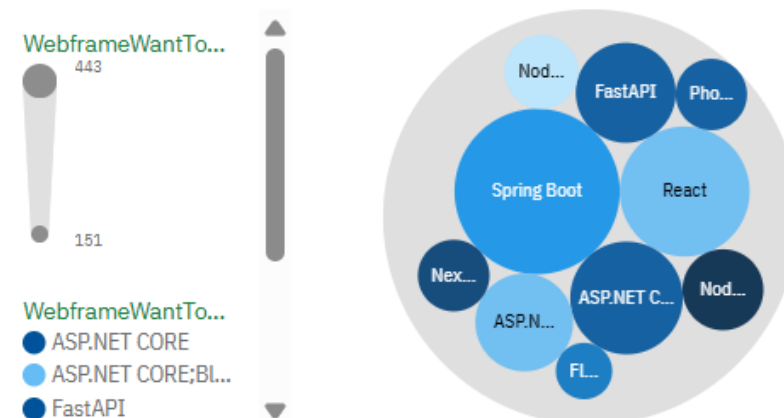 WebframeWantTo...
443
151
WebframeWantTo...
ASP.NET CORE
ASP.NET CORE;Bl...
FastAPI
Nod...
FastAPI
Pho...
Spring Boot
React
Nex...
ASP.NET C...
Nod...
ASP.N...
Fl...